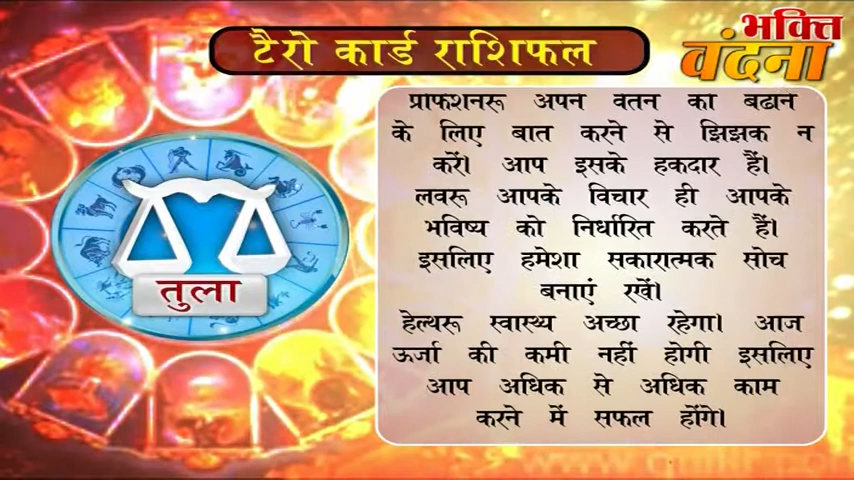 टैरो कार्ड राशिफल
भक्ति
वंदना
प्राफशनरू अपन वतन का बढान
के लिए बात करने से झिझक न
करें। आप इसके हकदार हैं।
लवरू आपके विचार ही आपके
भविष्य को निर्धारित करते हैं।
इसलिए हमेशा सकारात्मक सोच
बनाएं रखें।
हेल्थरू स्वास्थ्य अच्छा रहेगा। आज
ऊर्जा की कमी नहीं होगी इसलिए
आप अधिक से अधिक काम
करने में सफल होंगे।
तुला